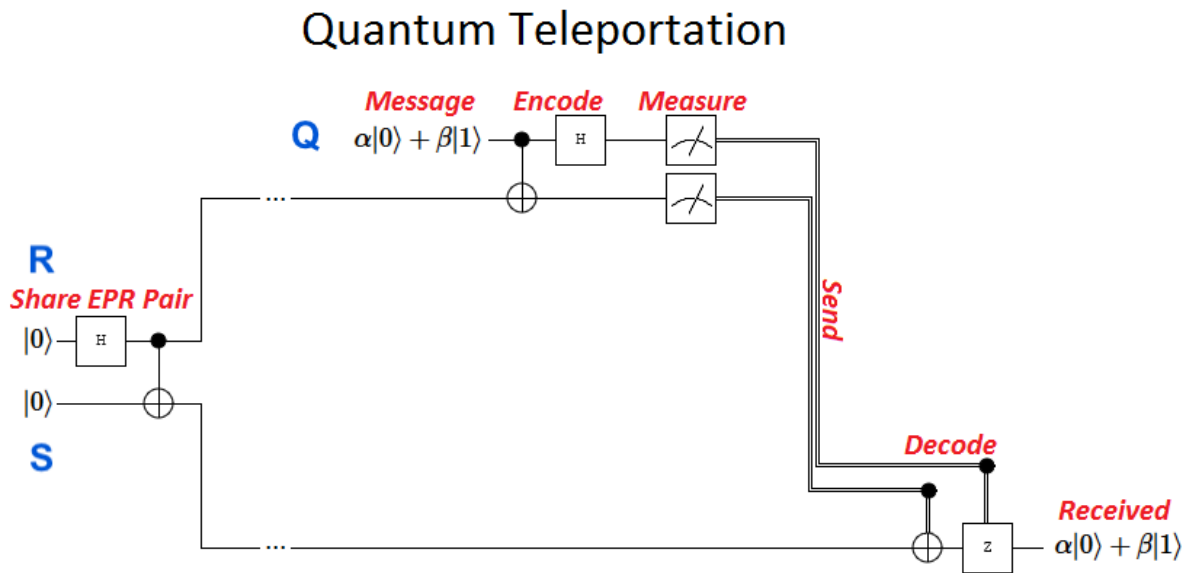 Quantum Teleportation
Message Encode Measure
Q α|0⟩ + β|1⟩ H
...
R
Share EPR Pair
Send
|0⟩ H
|0⟩
S
Decode
Received
... Z α|0⟩ + β|1⟩